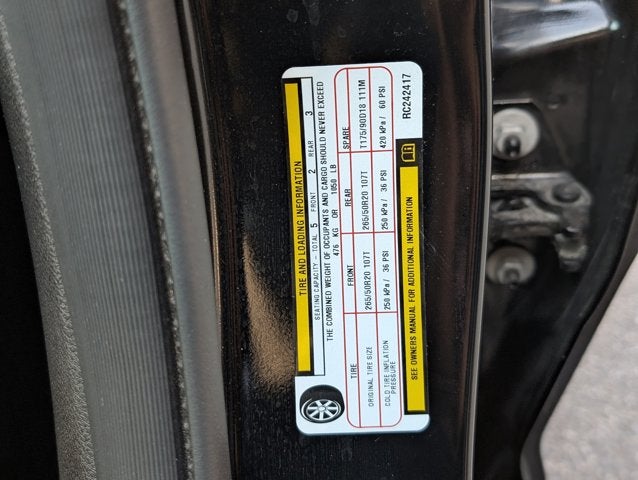 TIRE AND LOADING INFORMATION
SEATING CAPACITY - TOTAL 5 FRONT 2 REAR 3
THE COMBINED WEIGHT OF OCCUPANTS AND CARGO SHOULD NEVER EXCEED
476 KG OR 1050 LB
TIRE FRONT REAR SPARE
ORIGINAL TIRE SIZE 265/50R20 107T 265/50R20 107T T175/90D18 111M
COLD TIRE INFLATION
PRESSURE 250 kPa / 36 PSI 250 kPa / 36 PSI 420 kPa / 60 PSI
SEE OWNERS MANUAL FOR ADDITIONAL INFORMATION
RC242417